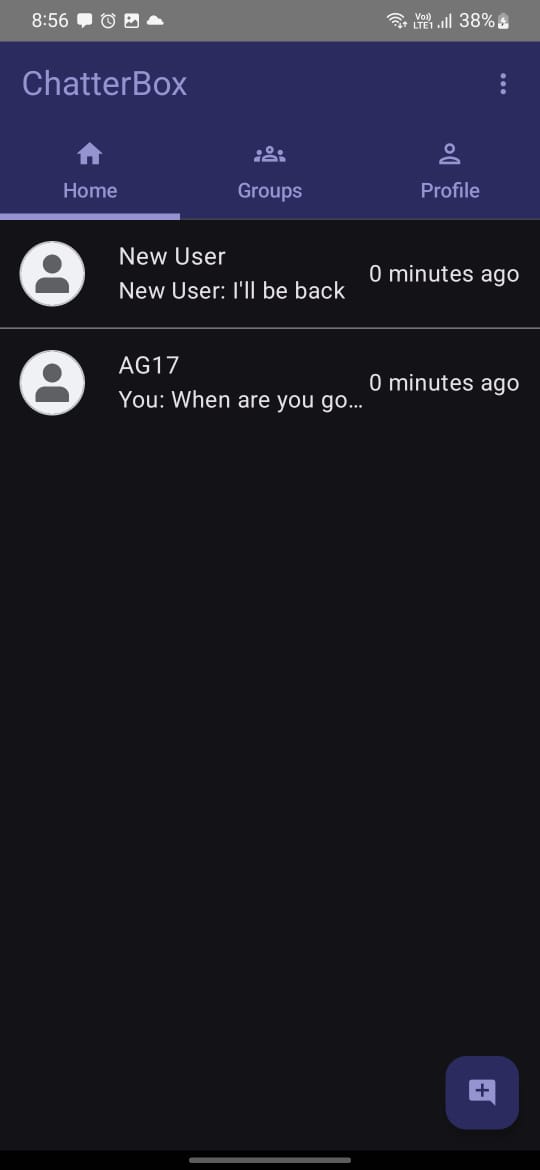 8:56
Vo) LTE1 38%
ChatterBox
Home Groups Profile
New User
New User: I'll be back
0 minutes ago
AG17
You: When are you go…
0 minutes ago